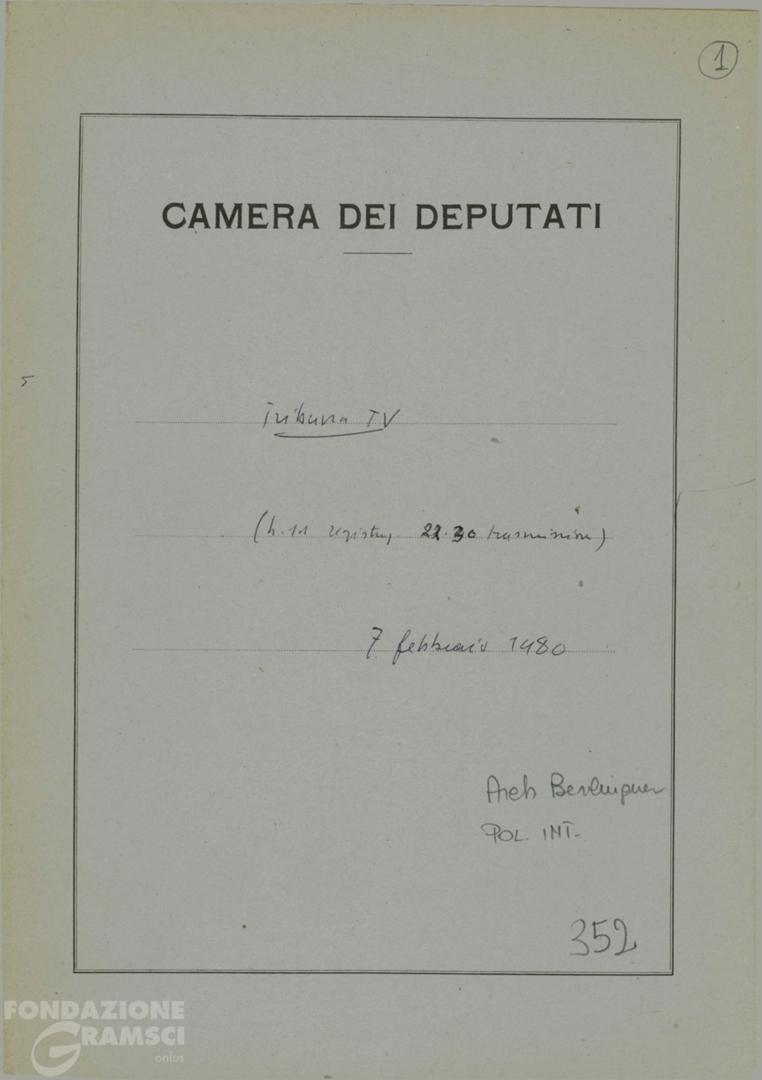 1
CAMERA DEI DEPUTATI
Tribuna TV
(h. 11 registraz, 22.30 trasmissione)
7 febbraio 1980
Arch Berlinguer
POL. INT.
352
FONDAZIONE
GRAMSCI
onlus